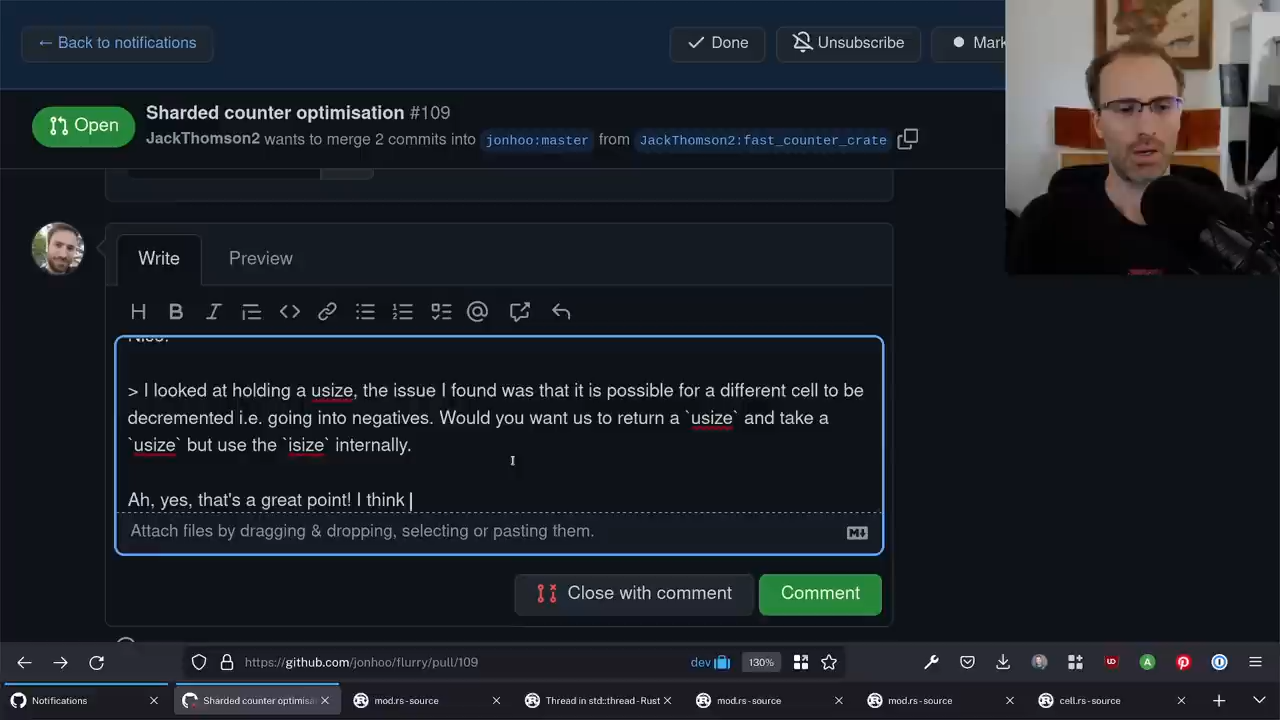 ← Back to notifications
Done
Unsubscribe
Open
Sharded counter optimisation #109
JackThomson2 wants to merge 2 commits into jonhoo:master from JackThomson2:fast_counter_crate
Write
Preview
> I looked at holding a usize, the issue I found was that it is possible for a different cell to be
decremented i.e. going into negatives. Would you want us to return a `usize` and take a
`usize` but use the `isize` internally.
Ah, yes, that's a great point! I think
Attach files by dragging & dropping, selecting or pasting them.
Close with comment
Comment
https://github.com/jonhoo/flurry/pull/109
dev
130%
Notifications
Sharded counter optimisa
mod.rs - source
Thread in std::thread - Rust
mod.rs - source
mod.rs - source
cell.rs - source